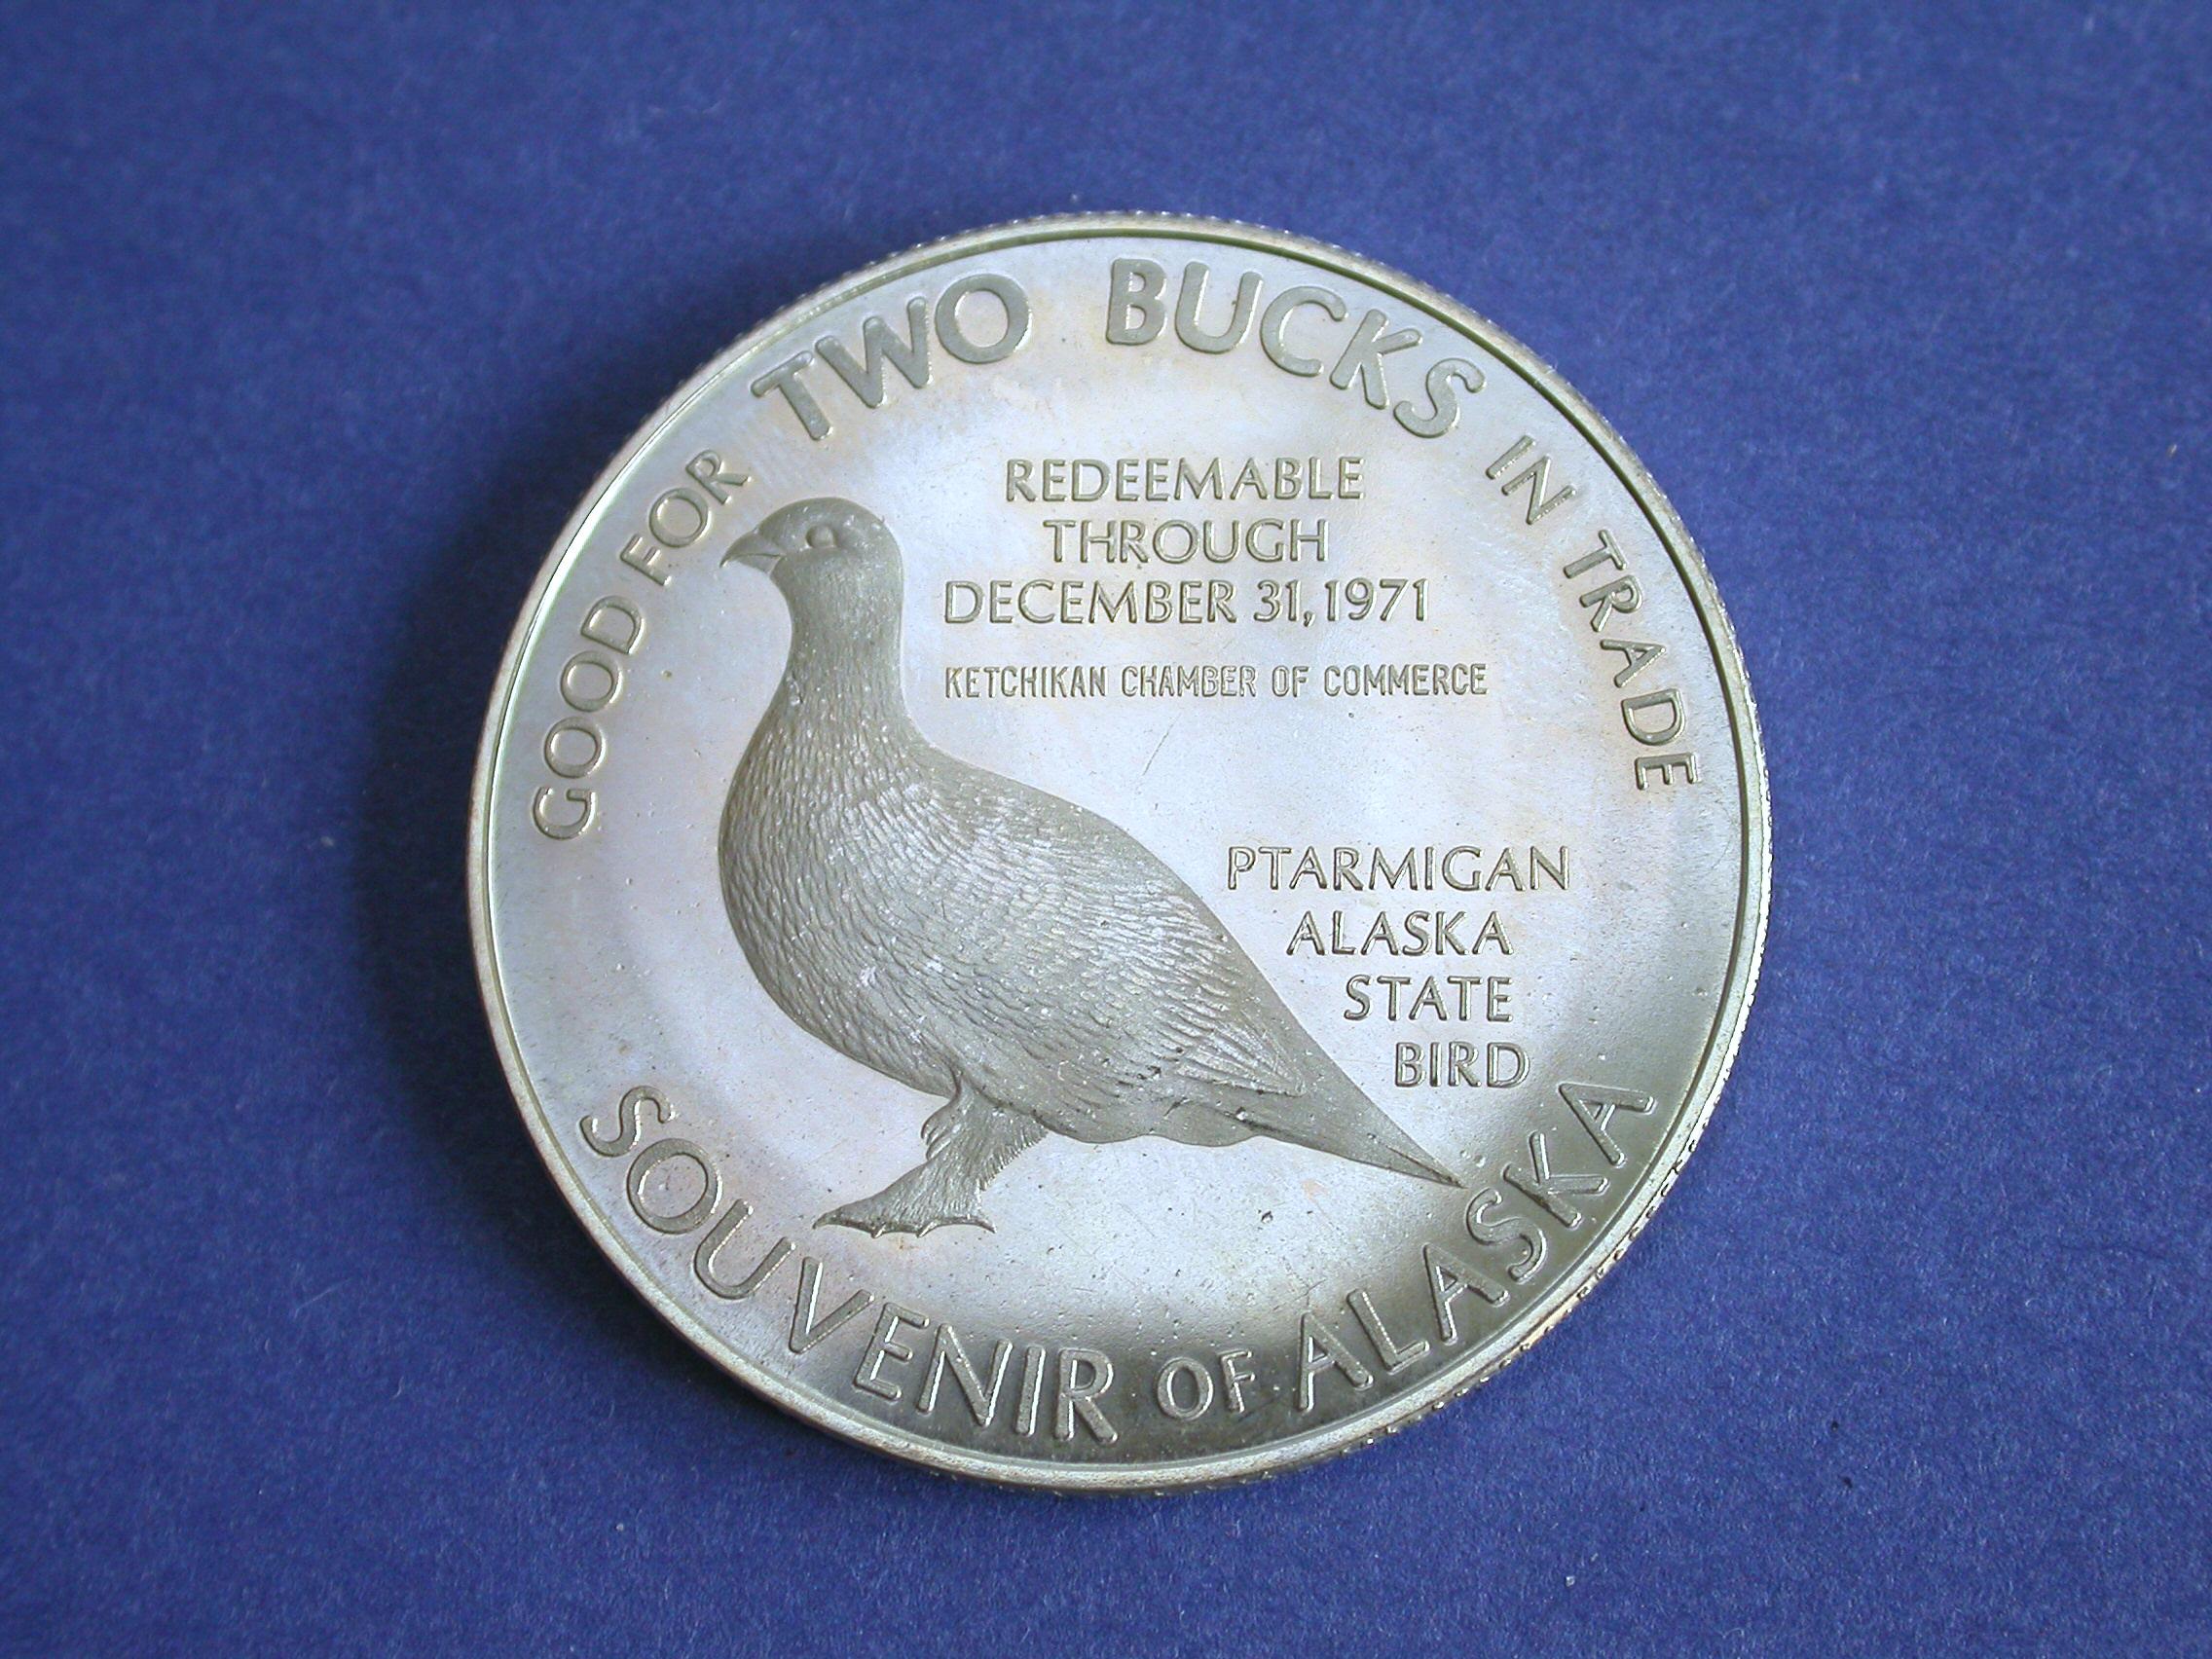 GOOD FOR TWO BUCKS IN TRADE
REDEEMABLE
THROUGH
DECEMBER 31, 1971
KETCHIKAN CHAMBER OF COMMERCE
PTARMIGAN
ALASKA
STATE
BIRD
SOUVENIR OF ALASKA